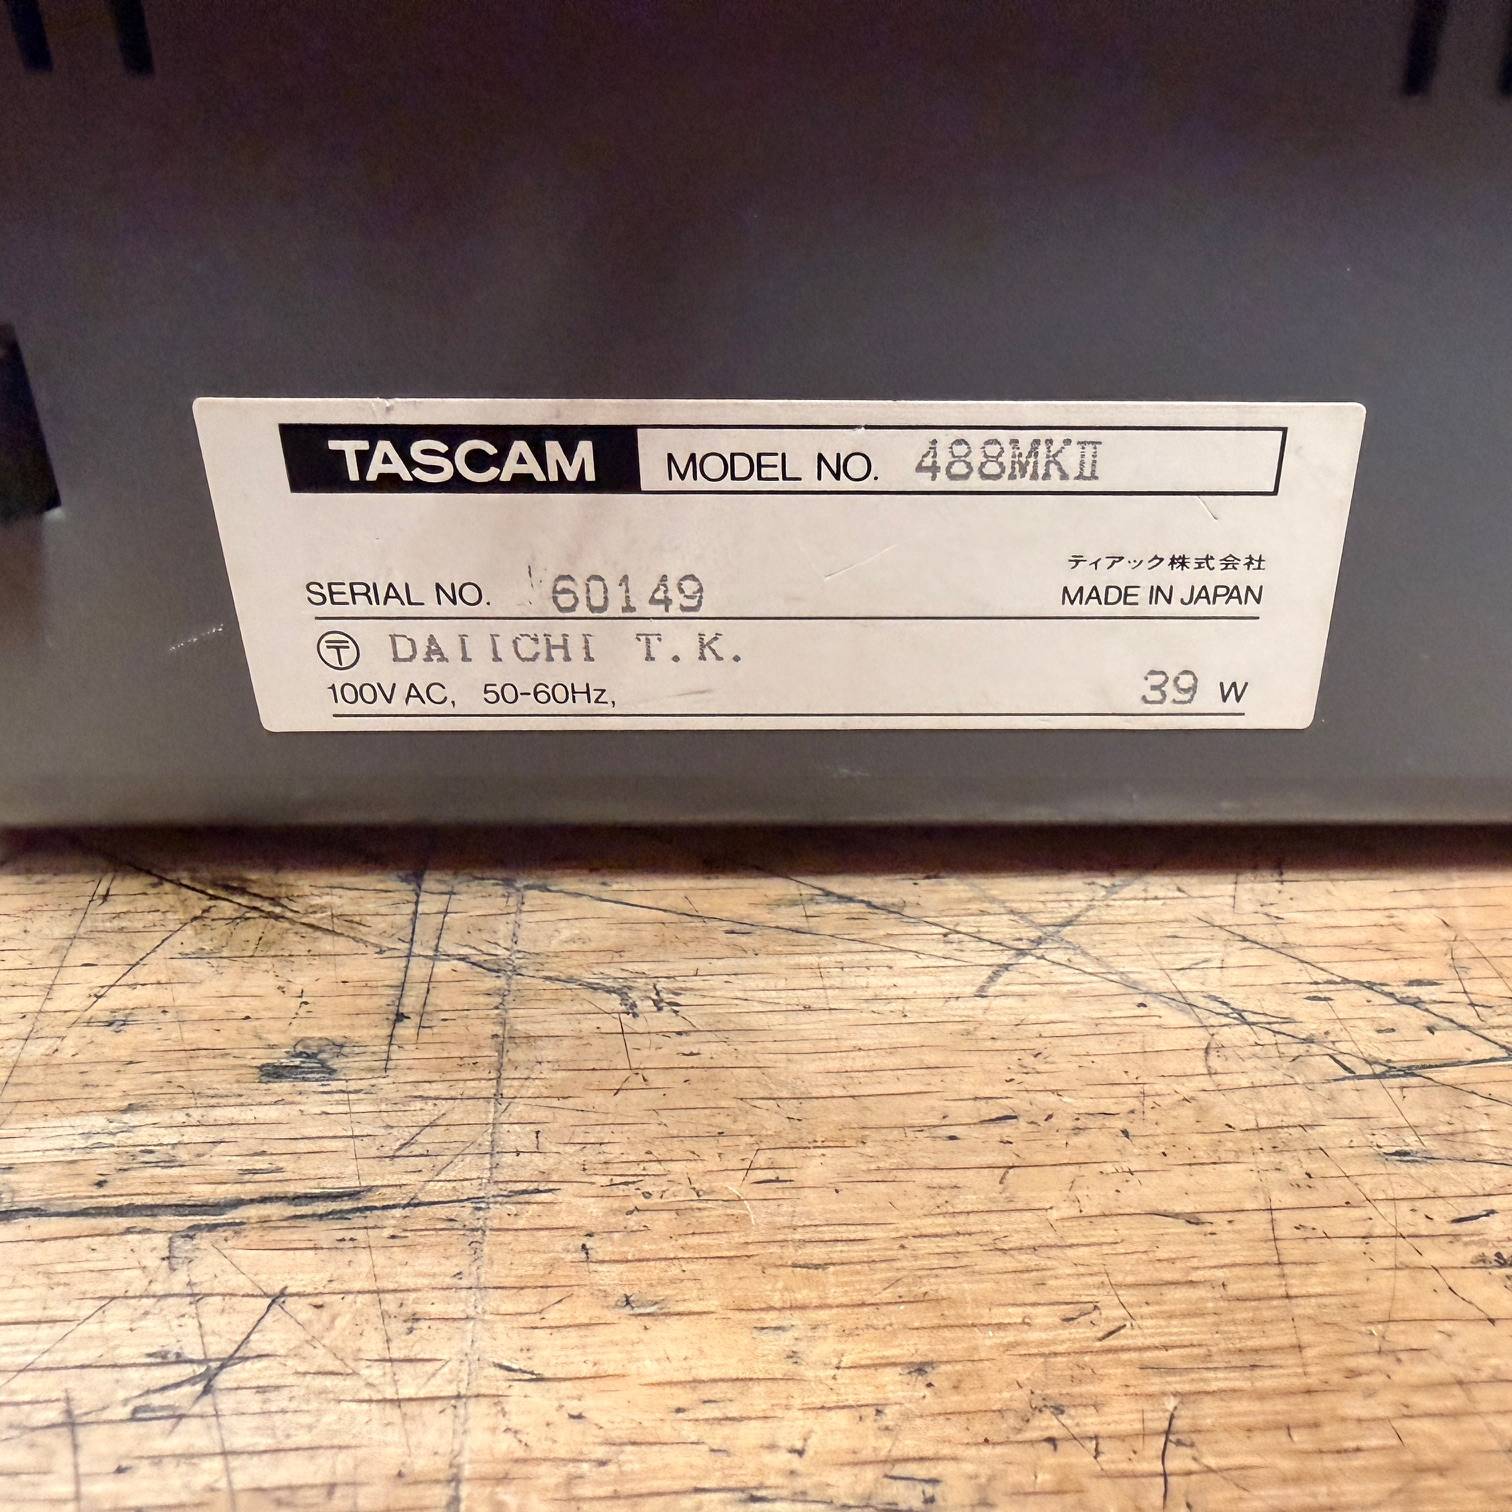 TASCAM MODEL NO. 488MKⅡ
ティアック株式会社
SERIAL NO. 60149 MADE IN JAPAN
〶 DAIICHI T.K.
100V AC, 50-60Hz, 39 W